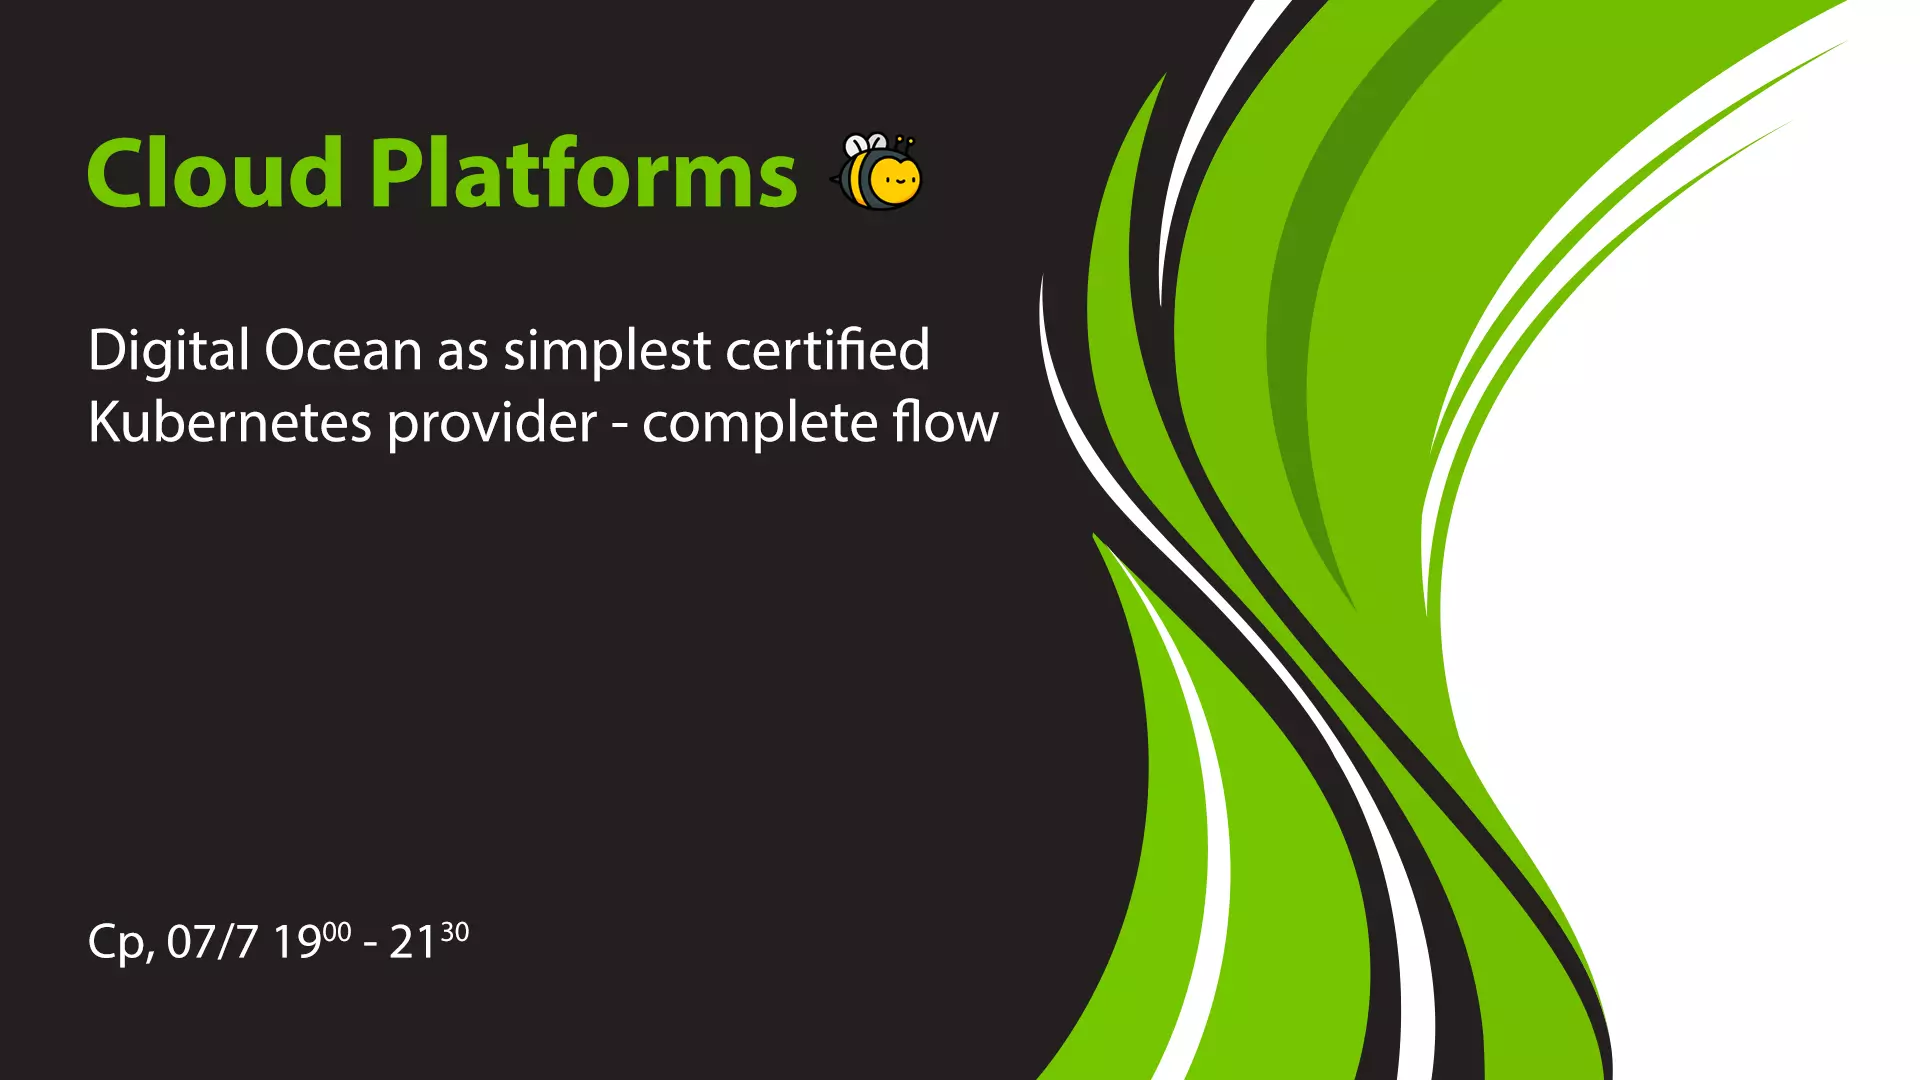 Cloud Platforms
Digital Ocean as simplest certified
Kubernetes provider - complete flow
Ср, 07/7 19⁰⁰ - 21³⁰